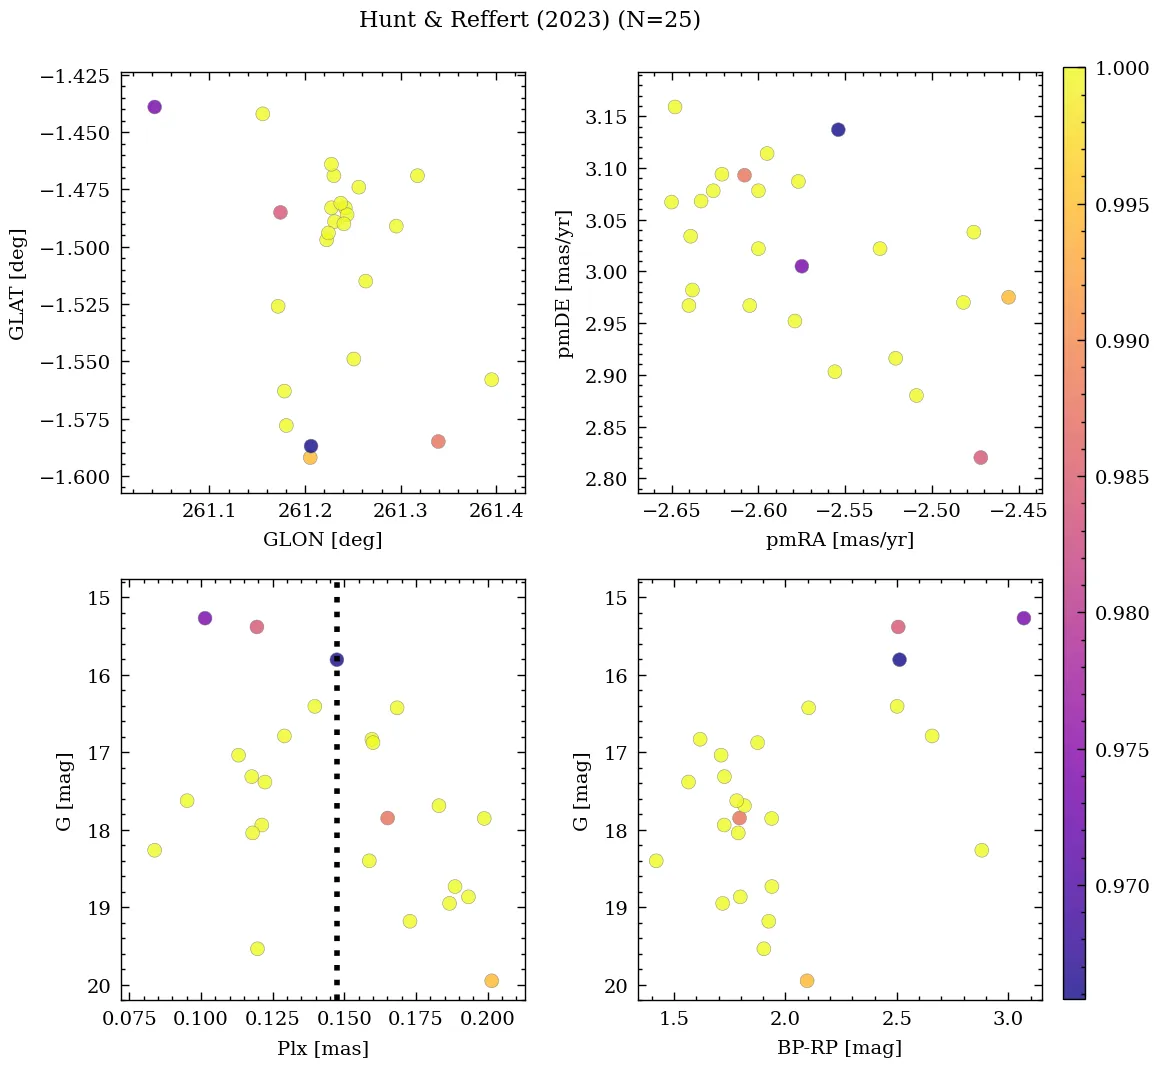 Hunt & Reffert (2023) (N=25)
−1.425
−1.450
−1.475
−1.500
−1.525
−1.550
−1.575
−1.600
GLAT [deg]
261.1 261.2 261.3 261.4
GLON [deg]
3.15
3.10
3.05
3.00
2.95
2.90
2.85
2.80
pmDE [mas/yr]
−2.65 −2.60 −2.55 −2.50 −2.45
pmRA [mas/yr]
15
16
17
18
19
20
G [mag]
0.075 0.100 0.125 0.150 0.175 0.200
Plx [mas]
15
16
17
18
19
20
G [mag]
1.5 2.0 2.5 3.0
BP-RP [mag]
1.000
0.995
0.990
0.985
0.980
0.975
0.970